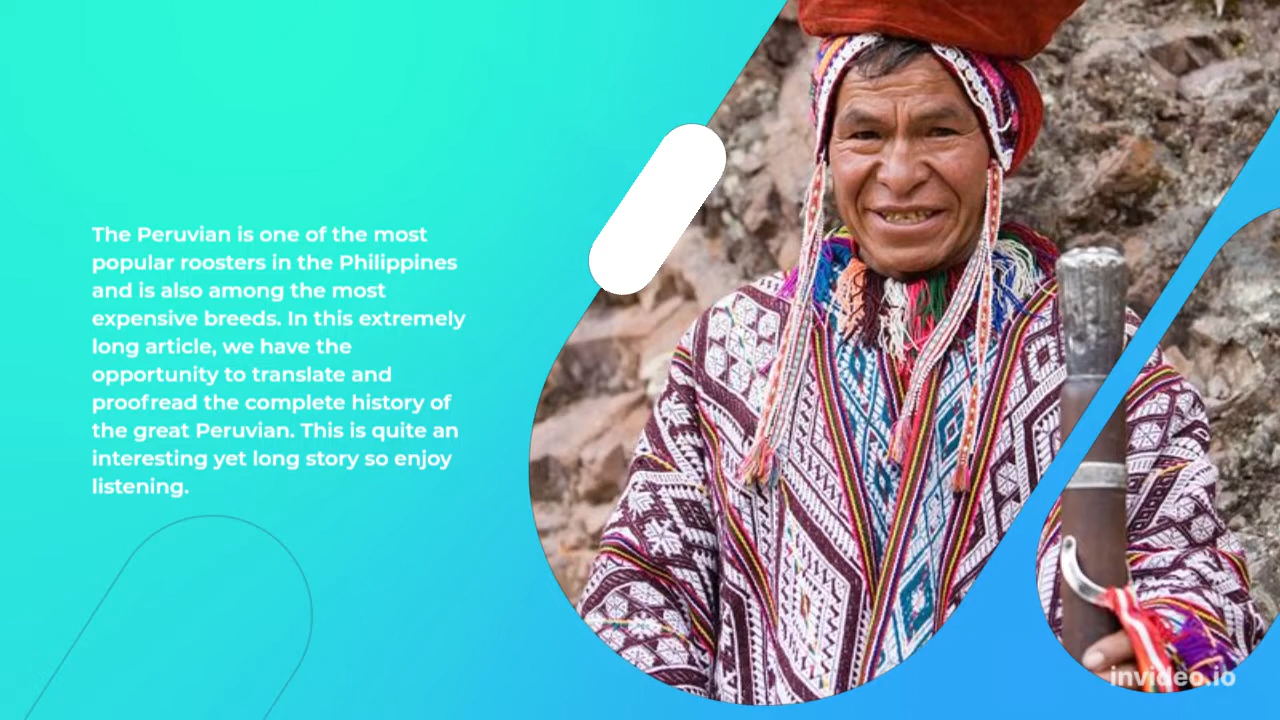 The Peruvian is one of the most
popular roosters in the Philippines
and is also among the most
expensive breeds. In this extremely
long article, we have the
opportunity to translate and
proofread the complete history of
the great Peruvian. This is quite an
interesting yet long story so enjoy
listening.
invideo.io